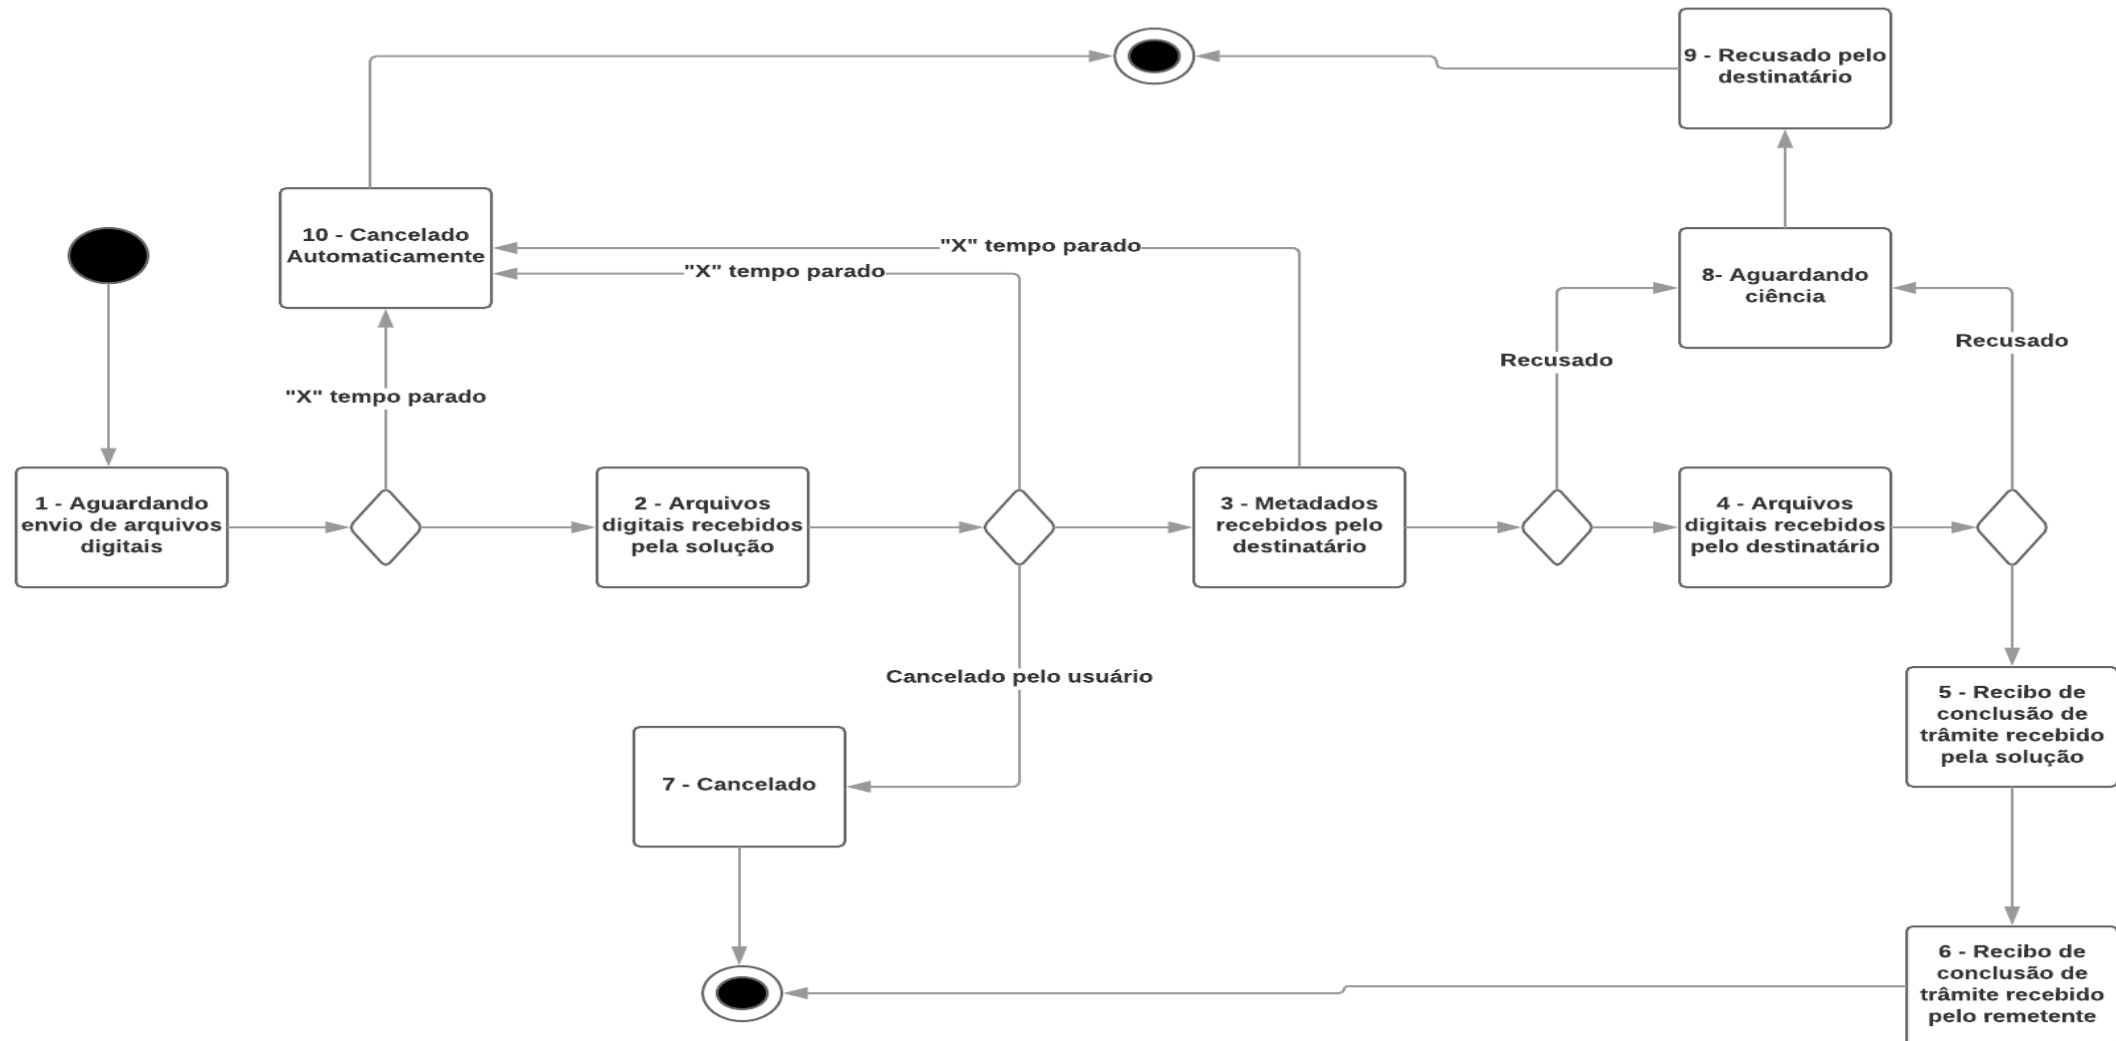 9 - Recusado pelo
destinatário
10 - Cancelado
Automaticamente
"X" tempo parado
"X" tempo parado
8- Aguardando
ciência
Recusado
Recusado
"X" tempo parado
1 - Aguardando
envio de arquivos
digitais
2 - Arquivos
digitais recebidos
pela solução
3 - Metadados
recebidos pelo
destinatário
4 - Arquivos
digitais recebidos
pelo destinatário
Cancelado pelo usuário
5 - Recibo de
conclusão de
trâmite recebido
pela solução
7 - Cancelado
6 - Recibo de
conclusão de
trâmite recebido
pelo remetente